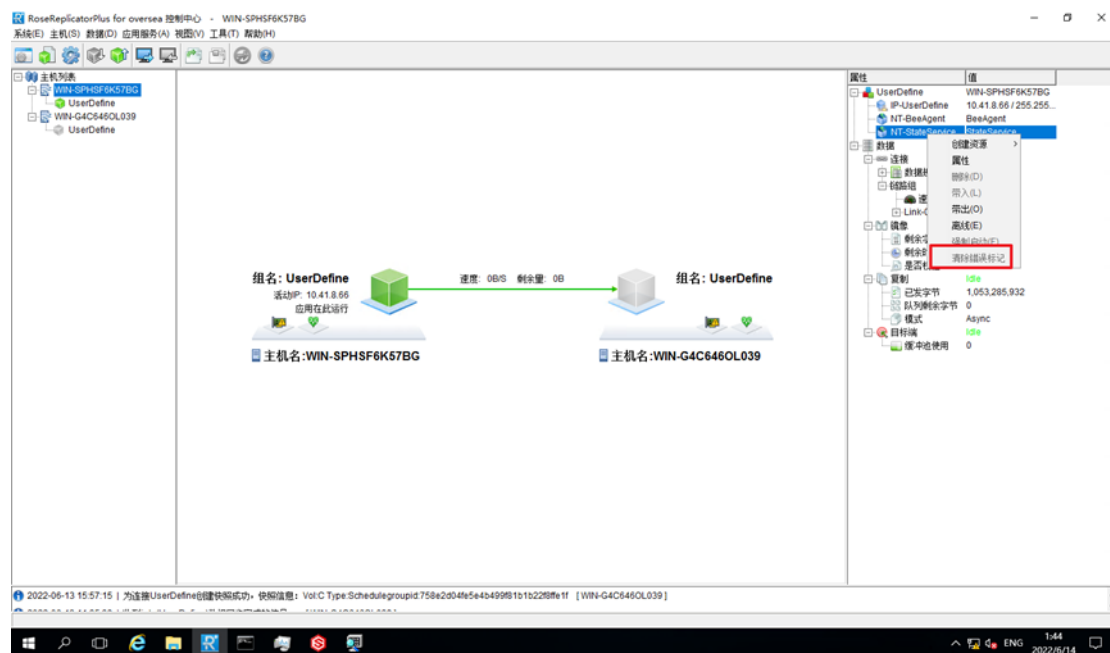 RoseReplicatorPlus for oversea 控制中心 - WIN-SPHSF6K57BG
系统(E) 主机(S) 数据(D) 应用服务(A) 视图(V) 工具(T) 帮助(H)
主机列表
WIN-SPHSF6K57BG
UserDefine
WIN-G4C646OL039
UserDefine
组名: UserDefine
活动IP: 10.41.8.66
应用在此运行
主机名:WIN-SPHSF6K57BG
速度: 0B/S 剩余量: 0B
组名: UserDefine
主机名:WIN-G4C646OL039
属性 值
UserDefine WIN-SPHSF6K57BG
IP-UserDefine 10.41.8.66 / 255.255...
NT-BeeAgent BeeAgent
NT-StateService StateService
数据
连接
链路组
Link-
镜像
复制 Idle
已发字节 1,053,285,932
队列剩余字节 0
模式 Async
目标端 Idle
缓冲池使用 0
创建资源 >
属性
删除(D)
带入(L)
带出(O)
离线(E)
强制启动(F)
清除错误标记
2022-06-13 15:57:15 | 为连接UserDefine创建快照成功，快照信息: Vol:C Type:Schedulegroupid:758e2d04fe5e4b499f81b1b22f8ffe1f [WIN-G4C646OL039]
ENG
1:44
2022/6/14